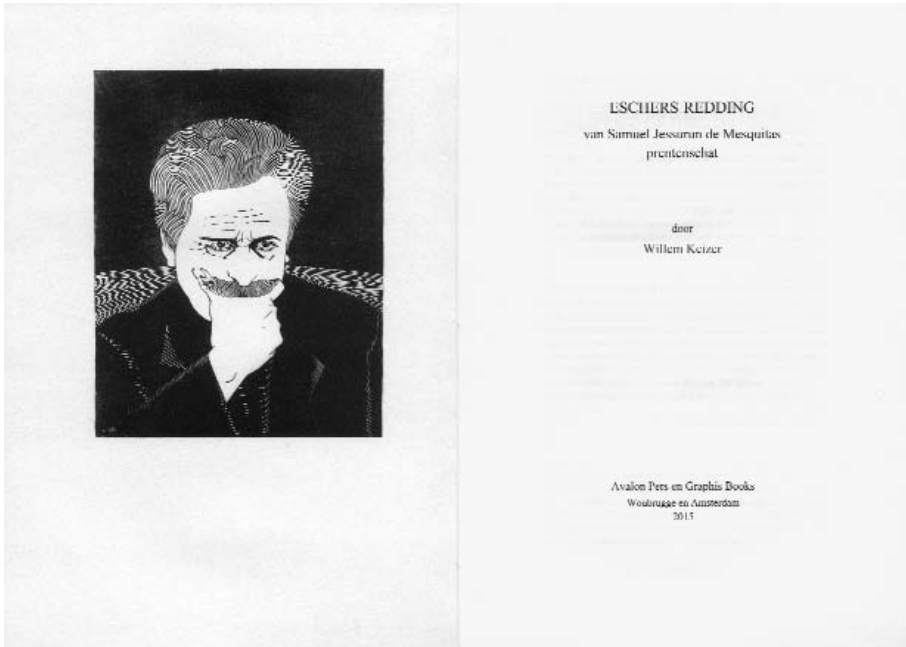 ESCHERS REDDING
van Samuel Jessurun de Mesquitas
prentenschat
door
Willem Keizer
Avalon Pers en Graphis Books
Woubrugge en Amsterdam
2015